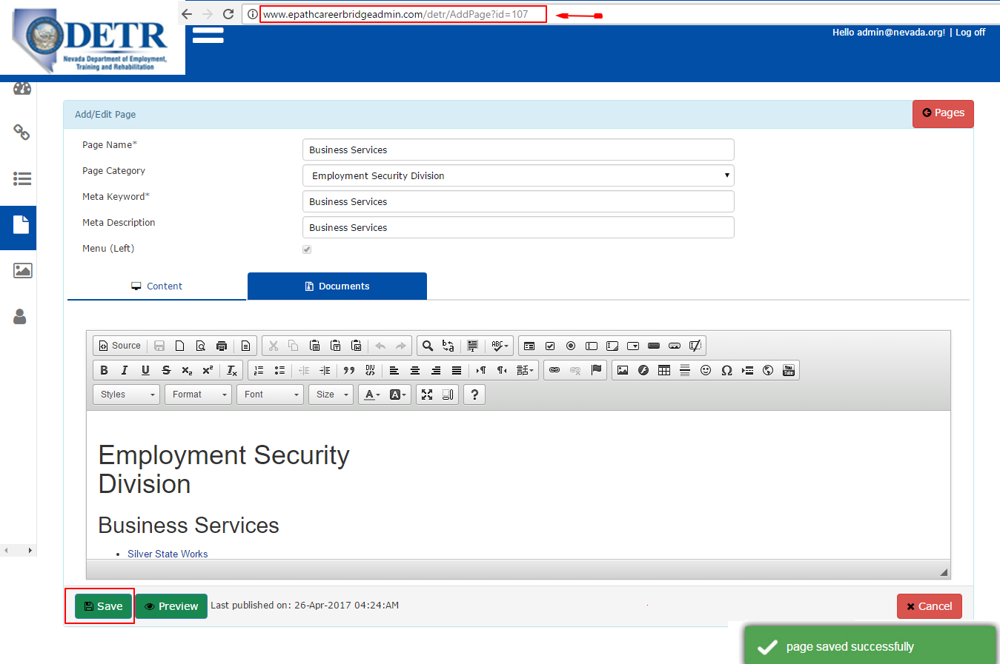 www.epathcareerbridgeadmin.com/detr/AddPage?id=107
DETR
Nevada Department of Employment,
Training and Rehabilitation
Hello admin@nevada.org! | Log off
Add/Edit Page
Pages
Page Name*
Business Services
Page Category
Employment Security Division
Meta Keyword*
Business Services
Meta Description
Business Services
Menu (Left)
Content
Documents
Source
B I U S x₂ x² Iₓ
Styles Format Font Size A A ?
Employment Security
Division
Business Services
• Silver State Works
Save
Preview
Last published on: 26-Apr-2017 04:24:AM
Cancel
page saved successfully